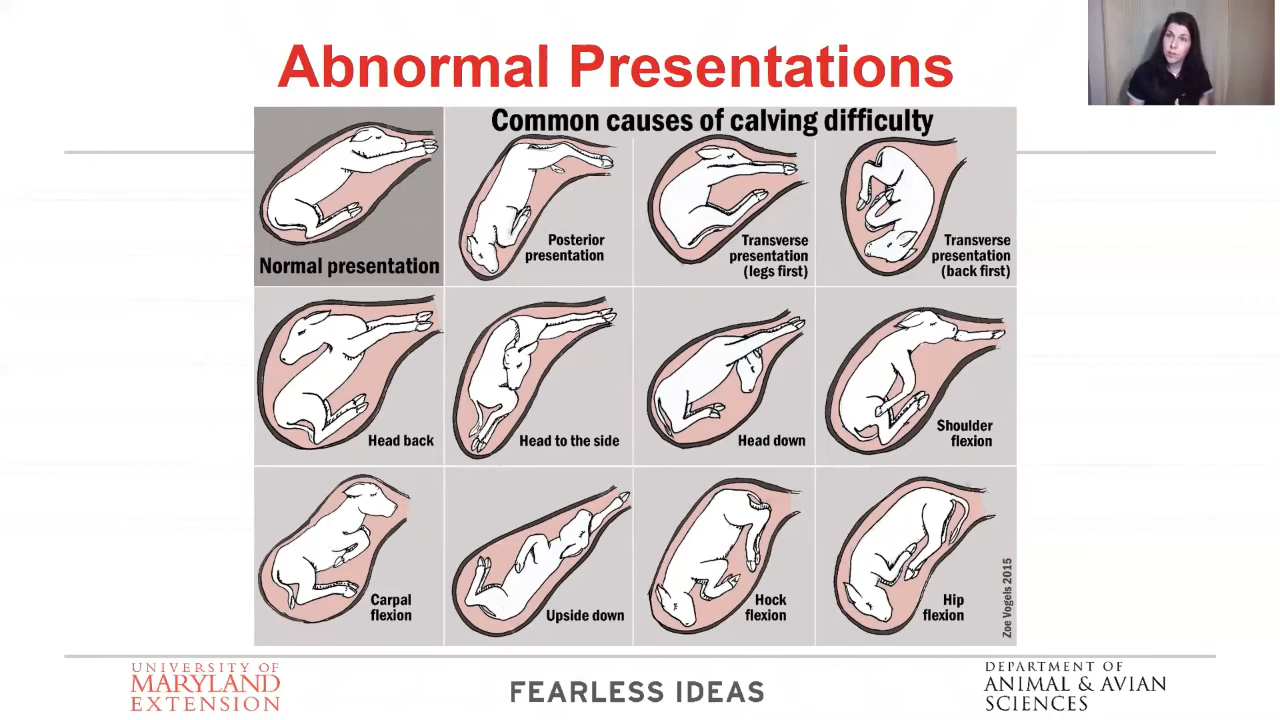 Abnormal Presentations
Common causes of calving difficulty
Normal presentation
Posterior
presentation
Transverse
presentation
(legs first)
Transverse
presentation
(back first)
Head back
Head to the side
Head down
Shoulder
flexion
Carpal
flexion
Upside down
Hock
flexion
Hip
flexion
Zoe Vogels 2015
UNIVERSITY OF
MARYLAND
EXTENSION
FEARLESS IDEAS
DEPARTMENT OF
ANIMAL & AVIAN
SCIENCES